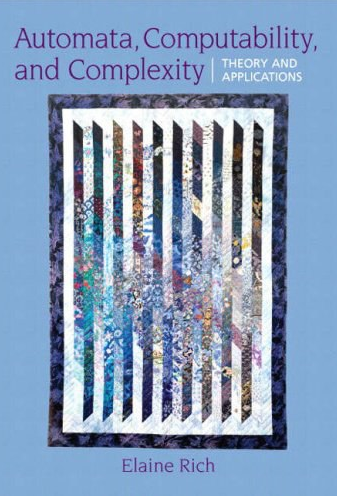 Automata, Computability,
and Complexity
THEORY AND
APPLICATIONS
Elaine Rich